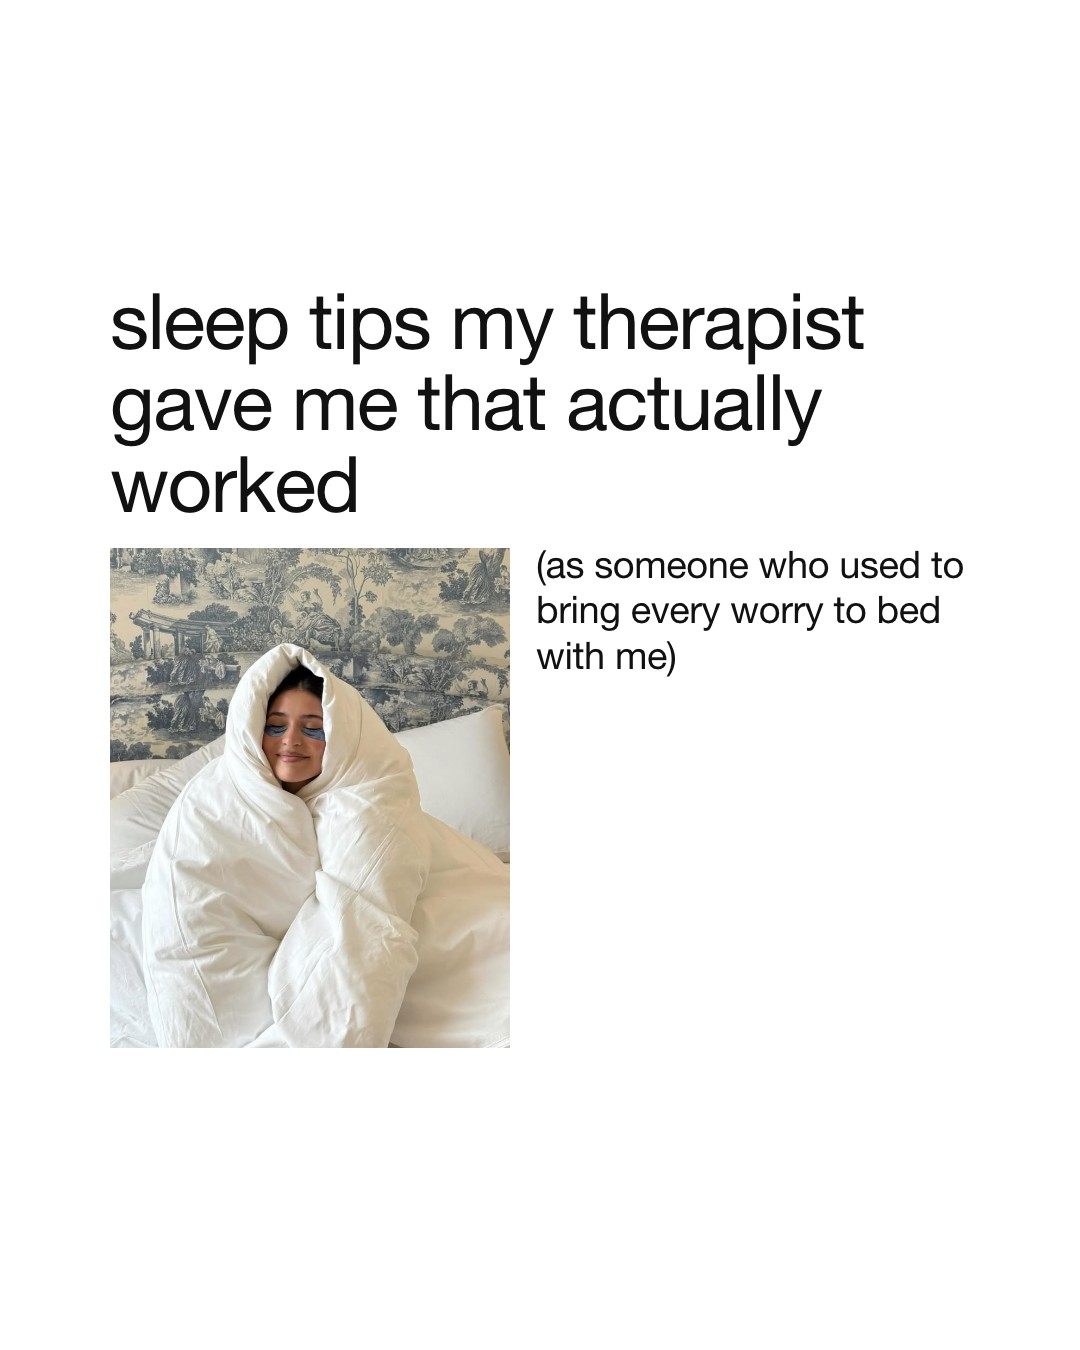 sleep tips my therapist
gave me that actually
worked
(as someone who used to
bring every worry to bed
with me)